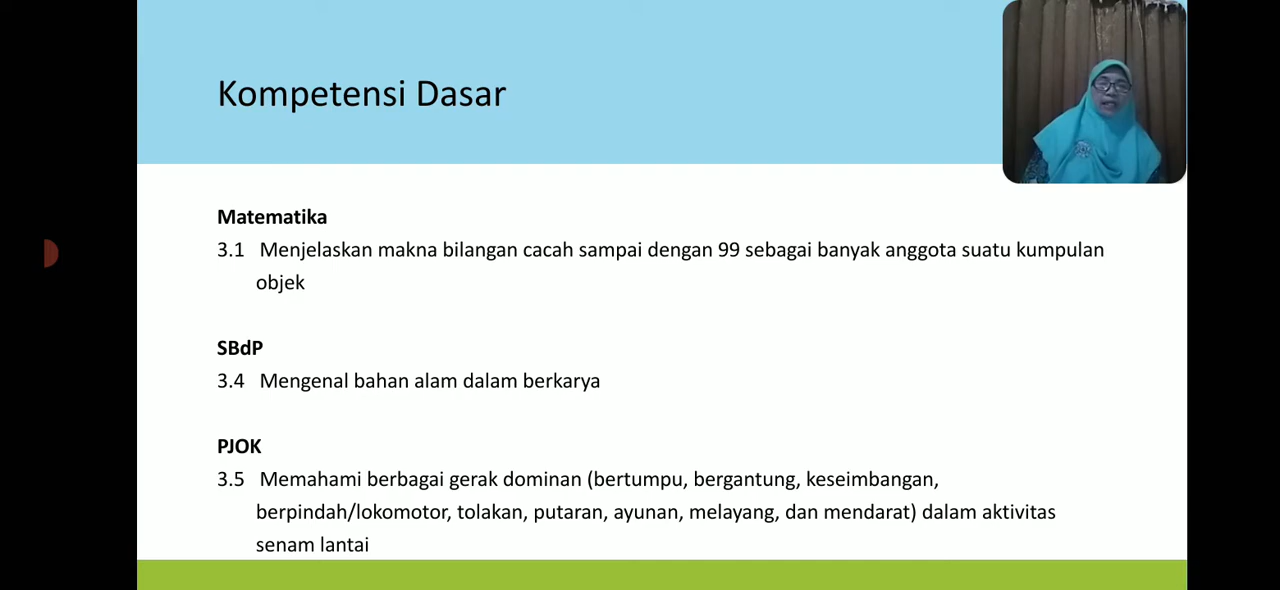 Kompetensi Dasar
Matematika
3.1 Menjelaskan makna bilangan cacah sampai dengan 99 sebagai banyak anggota suatu kumpulan
objek
SBdP
3.4 Mengenal bahan alam dalam berkarya
PJOK
3.5 Memahami berbagai gerak dominan (bertumpu, bergantung, keseimbangan,
berpindah/lokomotor, tolakan, putaran, ayunan, melayang, dan mendarat) dalam aktivitas
senam lantai